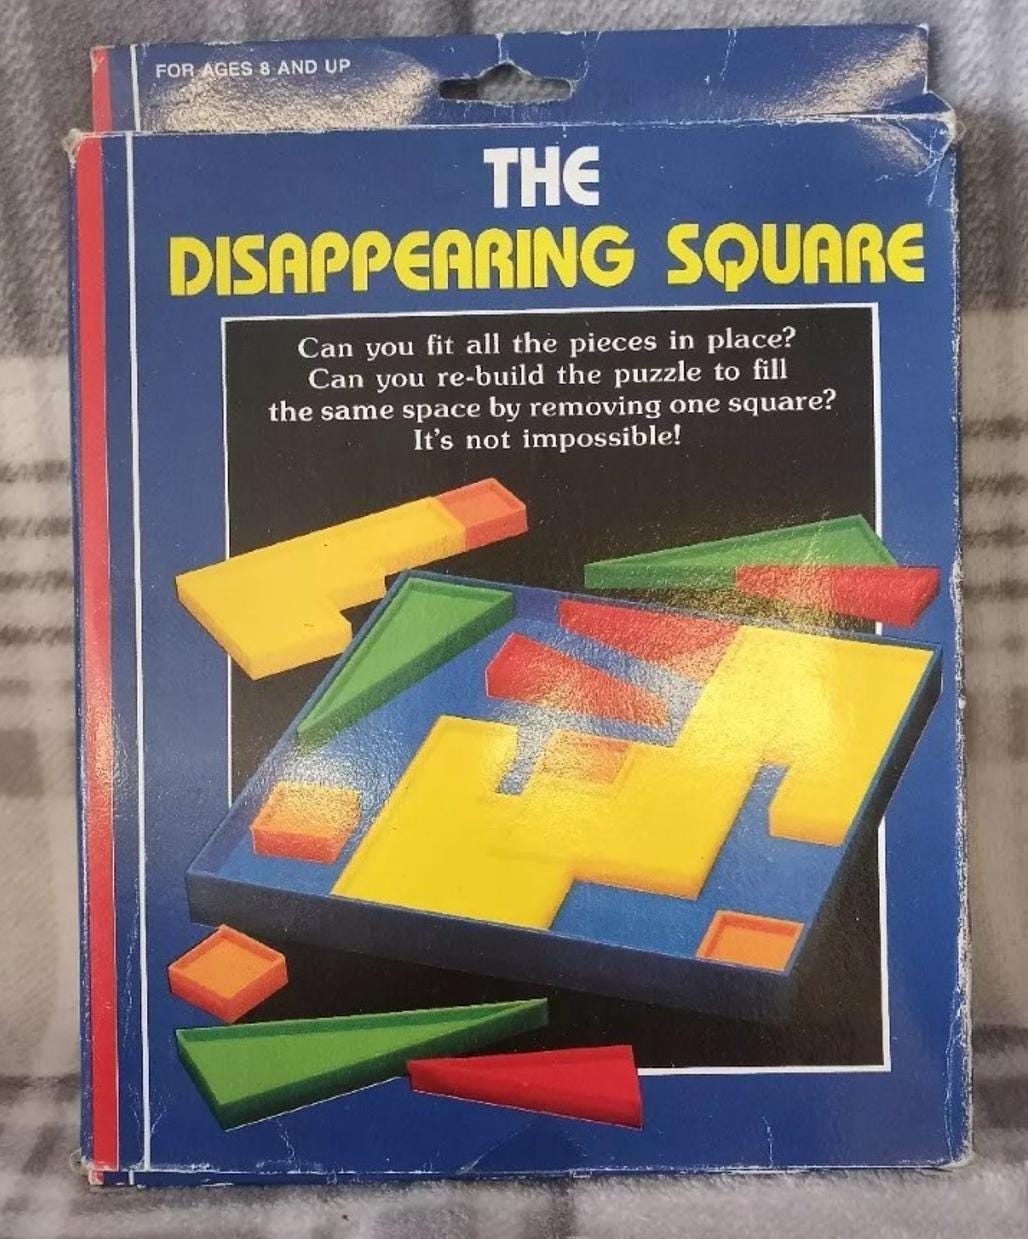 FOR AGES 8 AND UP
THE
DISAPPEARING SQUARE
Can you fit all the pieces in place?
Can you re-build the puzzle to fill
the same space by removing one square?
It's not impossible!